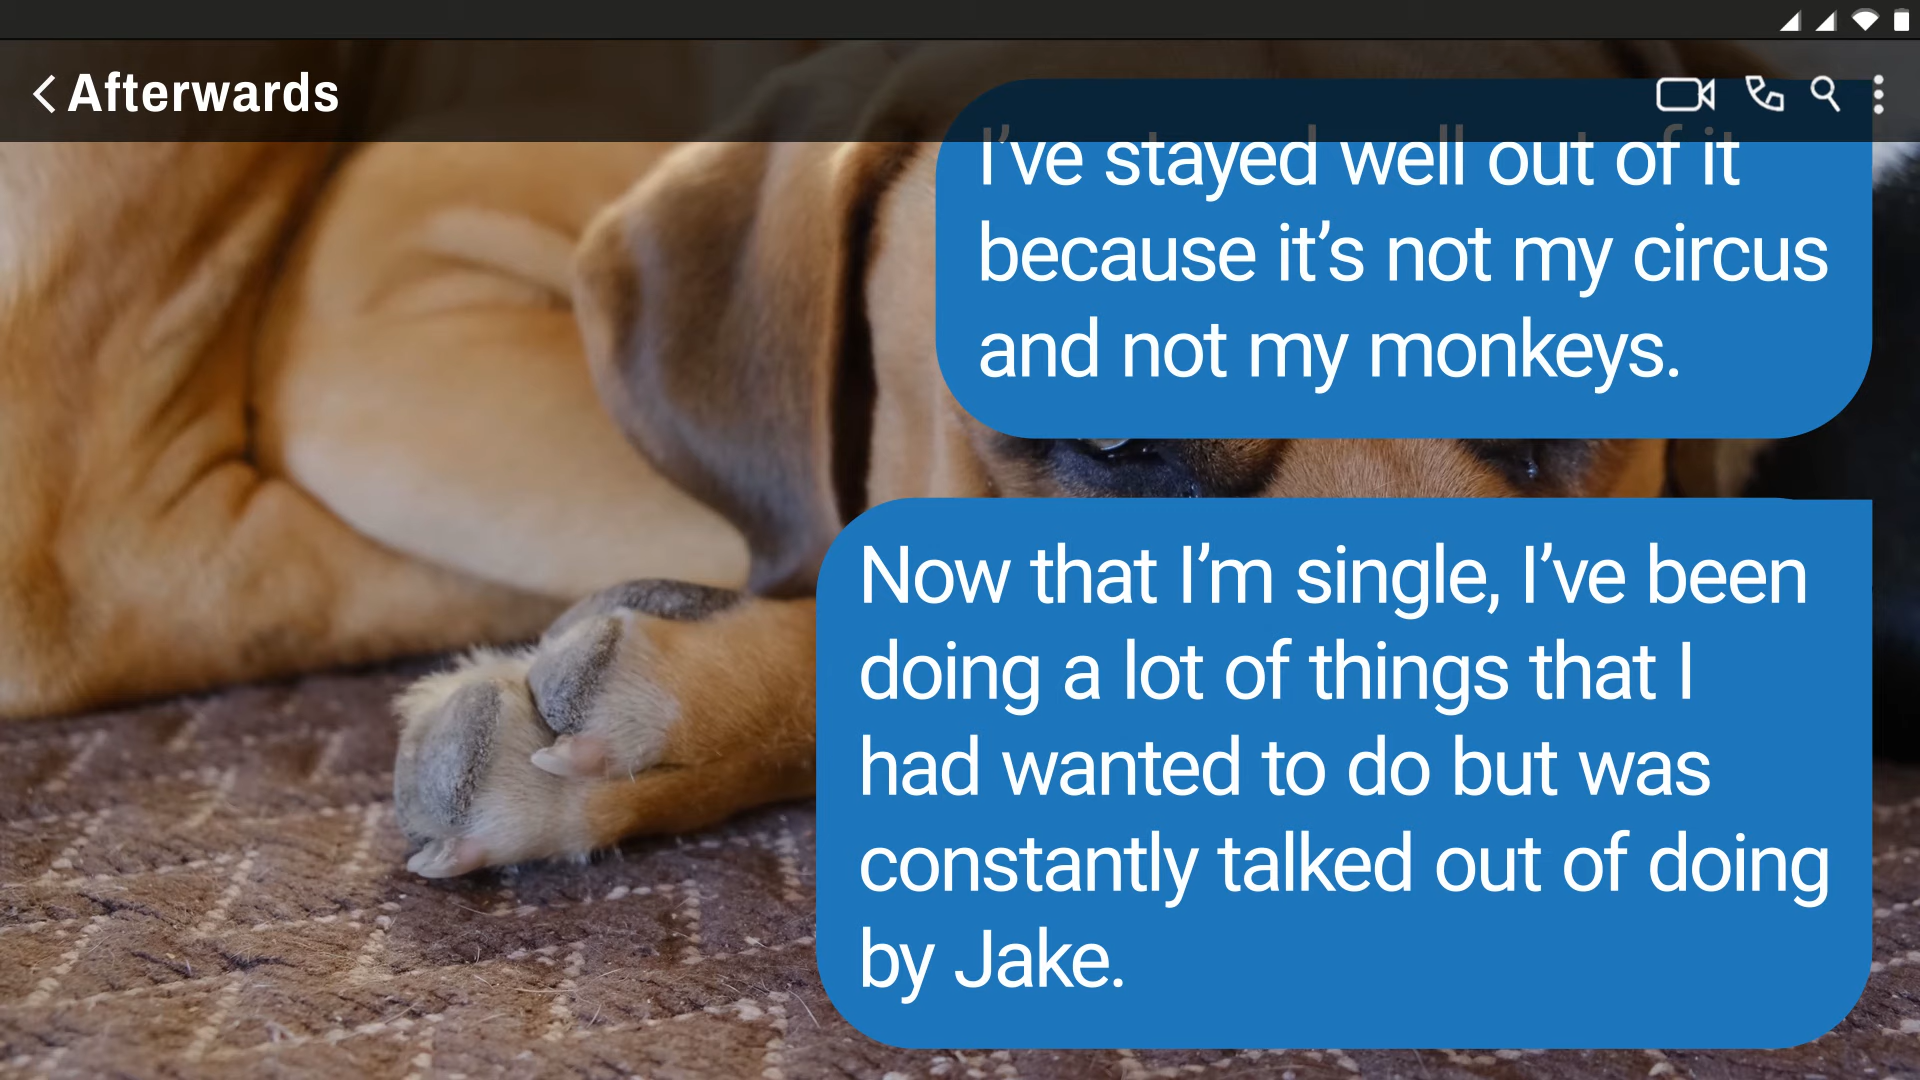 Afterwards
I’ve stayed well out of it
because it’s not my circus
and not my monkeys.
Now that I’m single, I’ve been
doing a lot of things that I
had wanted to do but was
constantly talked out of doing
by Jake.